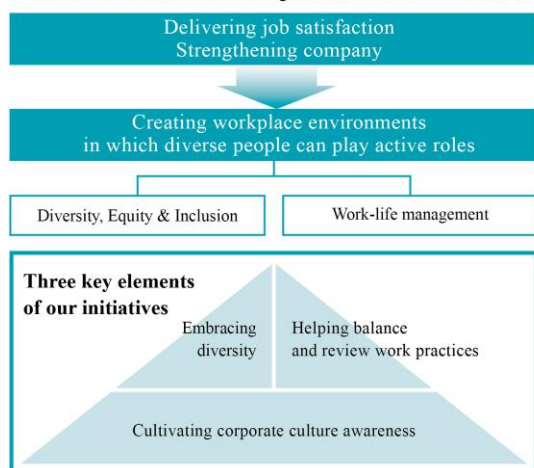 Delivering job satisfaction
Strengthening company
Creating workplace environments
in which diverse people can play active roles
Diversity, Equity & Inclusion
Work-life management
Three key elements
of our initiatives
Embracing
diversity
Helping balance
and review work practices
Cultivating corporate culture awareness